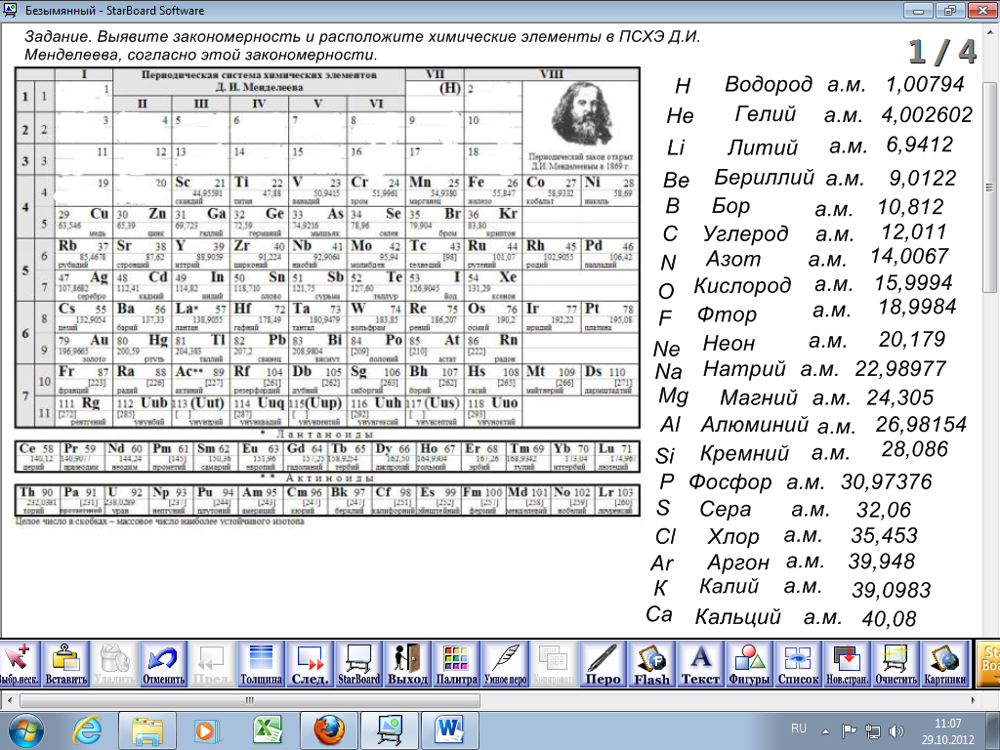 Безымянный - StarBoard Software
Задание. Выявите закономерность и расположите химические элементы в ПСХЭ Д.И.
Менделеева, согласно этой закономерности.
1 / 4
I Периодическая система химических элементов VII VIII
Д. И. Менделеева
II III IV V VI (H)
1 1 1 2
2 2 3 4 5 6 7 8 9 10
3 3 11 12 13 14 15 16 17 18
Периодический закон открыт
Д.И. Менделеевым в 1869 г.
4 4 19 20 Sc 21 Ti 22 V 23 Cr 24 Mn 25 Fe 26 Co 27 Ni 28
44,95591 47,88 50,9415 51,9961 54,9380 55,847 58,9332 58,69
скандий титан ванадий хром марганец железо кобальт никель
5 29 Cu 30 Zn 31 Ga 32 Ge 33 As 34 Se 35 Br 36 Kr
63,546 65,39 69,723 72,59 74,9216 78,96 79,904 83,80
медь цинк галлий германий мышьяк селен бром криптон
5 6 Rb 37 Sr 38 Y 39 Zr 40 Nb 41 Mo 42 Tc 43 Ru 44 Rh 45 Pd 46
85,4678 87,62 88,9059 91,224 92,9064 95,94 [98] 101,07 102,9055 106,42
рубидий стронций иттрий цирконий ниобий молибден технеций рутений родий палладий
7 47 Ag 48 Cd 49 In 50 Sn 51 Sb 52 Te 53 I 54 Xe
107,8682 112,41 114,82 118,710 121,75 127,60 126,9045 131,29
серебро кадмий индий олово сурьма теллур йод ксенон
6 8 Cs 55 Ba 56 La* 57 Hf 72 Ta 73 W 74 Re 75 Os 76 Ir 77 Pt 78
132,9054 137,33 138,9055 178,49 180,9479 183,85 186,207 190,2 192,22 195,08
цезий барий лантан гафний тантал вольфрам рений осмий иридий платина
9 79 Au 80 Hg 81 Tl 82 Pb 83 Bi 84 Po 85 At 86 Rn
196,9665 200,59 204,383 207,2 208,9804 [209] [210] [222]
золото ртуть таллий свинец висмут полоний астат радон
7 10 Fr 87 Ra 88 Ac** 89 Rf 104 Db 105 Sg 106 Bh 107 Hs 108 Mt 109 Ds 110
[223] [226] [227] [261] [262] [263] [262] [265] [266] [271]
франций радий актиний резерфордий дубний сиборгий борий гассий майтнерий дармштадтий
11 111 Rg 112 Uub 113 (Uut) 114 Uuq 115(Uup) 116 Uuh 117 (Uus) 118 Uuo
[272] [285] [ ] [287] [ ] [292] [ ] [293]
рентгений унунбий унунтрий унунквадий унунпентий унунгексий унунсептий унуноктий
* Лантаноиды
Ce 58 Pr 59 Nd 60 Pm 61 Sm 62 Eu 63 Gd 64 Tb 65 Dy 66 Ho 67 Er 68 Tm 69 Yb 70 Lu 71
140,12 140,9077 144,24 [145] 150,36 151,96 157,25 158,9254 162,50 164,9304 167,26 168,9342 173,04 174,967
церий празеодим неодим прометий самарий европий гадолиний тербий диспрозий гольмий эрбий тулий иттербий лютеций
** Актиноиды
Th 90 Pa 91 U 92 Np 93 Pu 94 Am 95 Cm 96 Bk 97 Cf 98 Es 99 Fm 100 Md 101 No 102 Lr 103
232,0381 [231] 238,0289 [237] [244] [243] [247] [247] [251] [252] [257] [258] [259] [260]
торий протактиний уран нептуний плутоний америций кюрий берклий калифорний эйнштейний фермий менделевий нобелий лоуренсий
Целое число в скобках – массовое число наиболее устойчивого изотопа
H Водород а.м. 1,00794
He Гелий а.м. 4,002602
Li Литий а.м. 6,9412
Be Бериллий а.м. 9,0122
B Бор а.м. 10,812
C Углерод а.м. 12,011
N Азот а.м. 14,0067
O Кислород а.м. 15,9994
F Фтор а.м. 18,9984
Ne Неон а.м. 20,179
Na Натрий а.м. 22,98977
Mg Магний а.м. 24,305
Al Алюминий а.м. 26,98154
Si Кремний а.м. 28,086
P Фосфор а.м. 30,97376
S Сера а.м. 32,06
Cl Хлор а.м. 35,453
Ar Аргон а.м. 39,948
К Калий а.м. 39,0983
Ca Кальций а.м. 40,08
Выбр.неск. Вставить Удалить Отменить Пред. Толщина След. StarBoard Выход Палитра Умное перо Копировать Перо Flash Текст Фигуры Список Нов.стран. Очистить Картинки
RU 11:07
29.10.2012